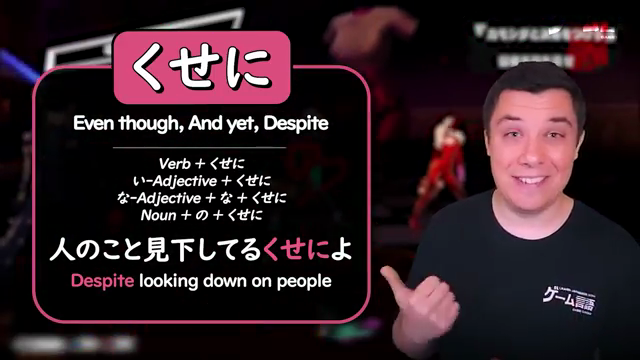 くせに
Even though, And yet, Despite
Verb + くせに
い-Adjective + くせに
な-Adjective + な + くせに
Noun + の + くせに
人のこと見下してるくせによ
Despite looking down on people
ゲーム言語